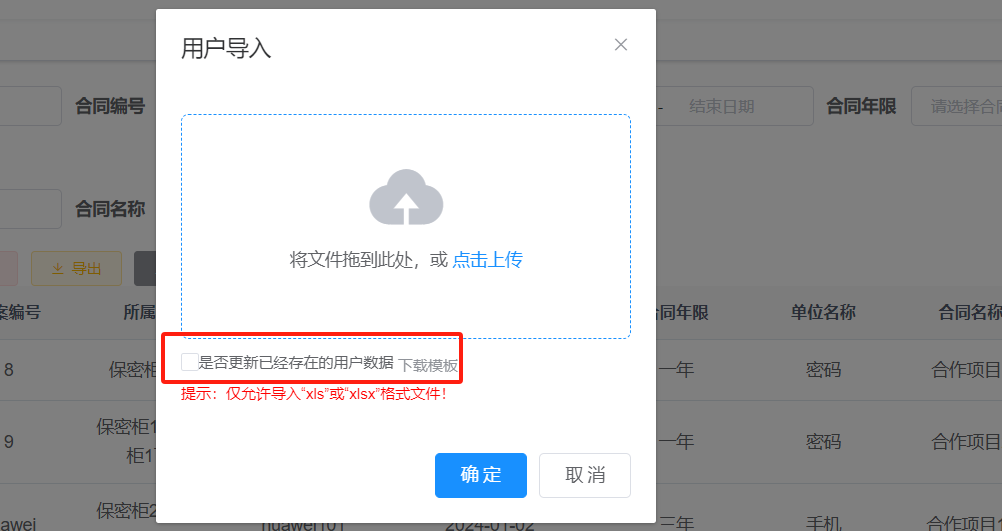 用户导入
合同编号
-
结束日期
合同年限
请选择合同
将文件拖到此处，或 点击上传
合同名称
导出
案编号
所属
合同年限
单位名称
合同名称
8
保密柜
一年
密码
合作项目
是否更新已经存在的用户数据 下载模板
提示：仅允许导入“xls”或“xlsx”格式文件！
9
保密柜1
柜1
一年
密码
合作项目
确定
取消
保密柜2
awei
huawei101
2024-01-02
三年
手机
合作项目1